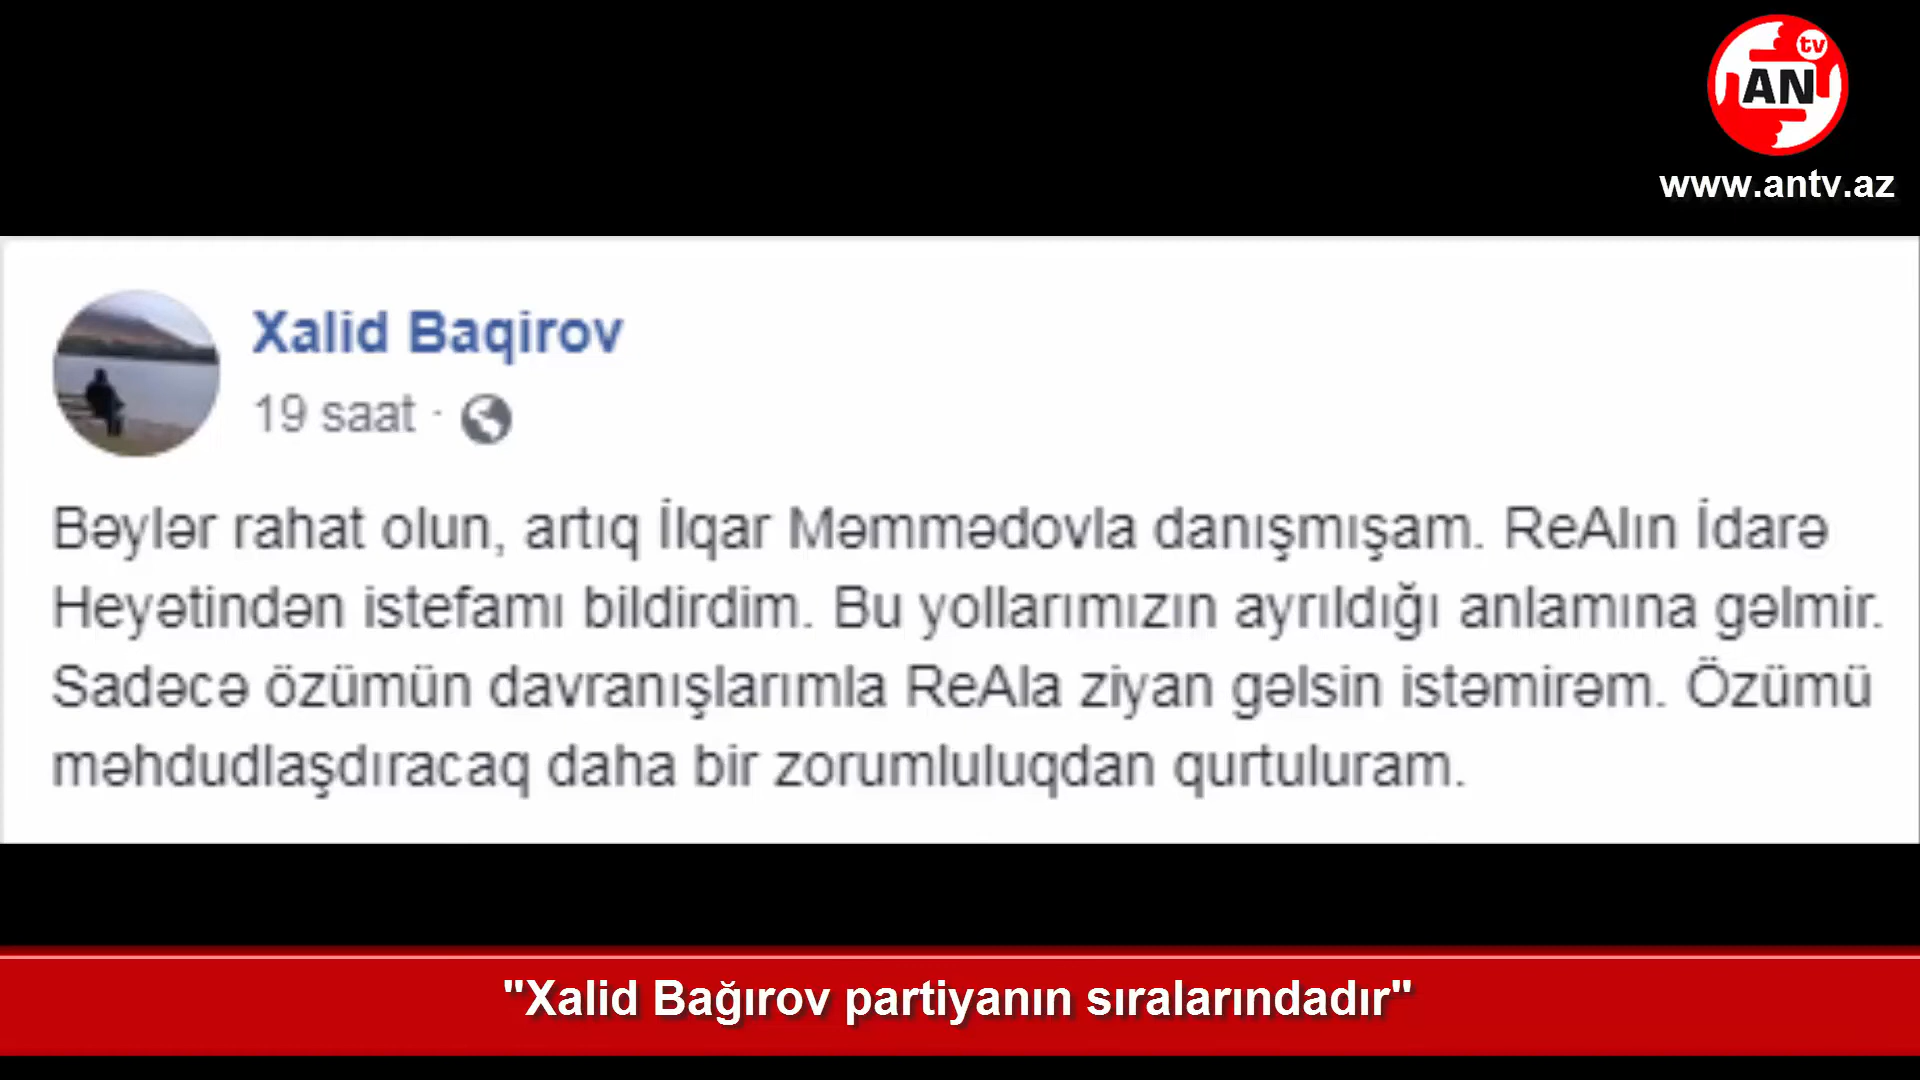 tv
AN
www.antv.az
Xalid Baqirov
19 saat ·
Bəylər rahat olun, artıq İlqar Məmmədovla danışmışam. ReAlın İdarə
Heyətindən istefamı bildirdim. Bu yollarımızın ayrıldığı anlamına gəlmir.
Sadəcə özümün davranışlarımla ReAla ziyan gəlsin istəmirəm. Özümü
məhdudlaşdıracaq daha bir zorumluluqdan qurtuluram.
"Xalid Bağırov partiyanın sıralarındadır"